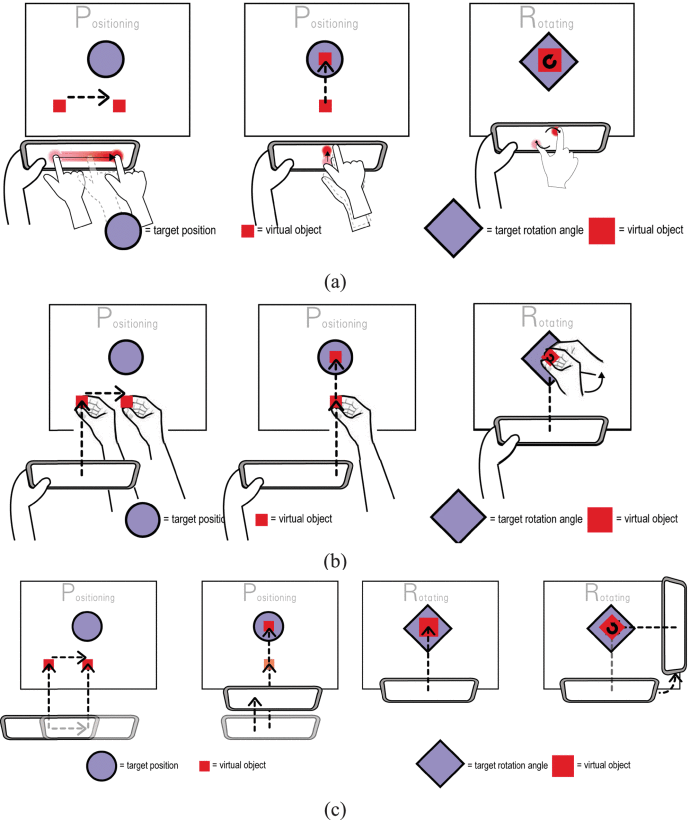 Positioning Positioning Rotating
= target position = virtual object = target rotation angle = virtual object
(a)
Positioning Positioning Rotating
= target positic = virtual object = target rotation angle = virtual object
(b)
Positioning Positioning Rotating Rotating
= target position = virtual object = target rotation angle = virtual object
(c)